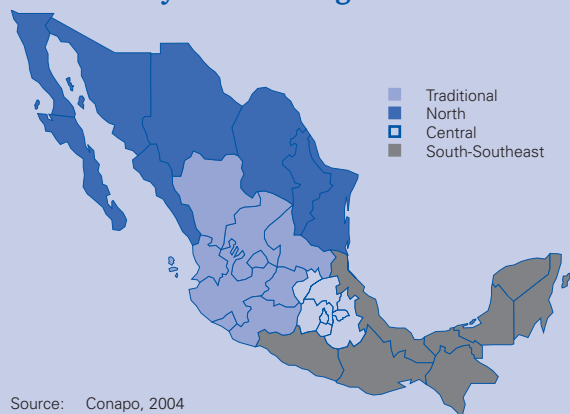 Traditional
North
Central
South-Southeast
Source: Conapo, 2004